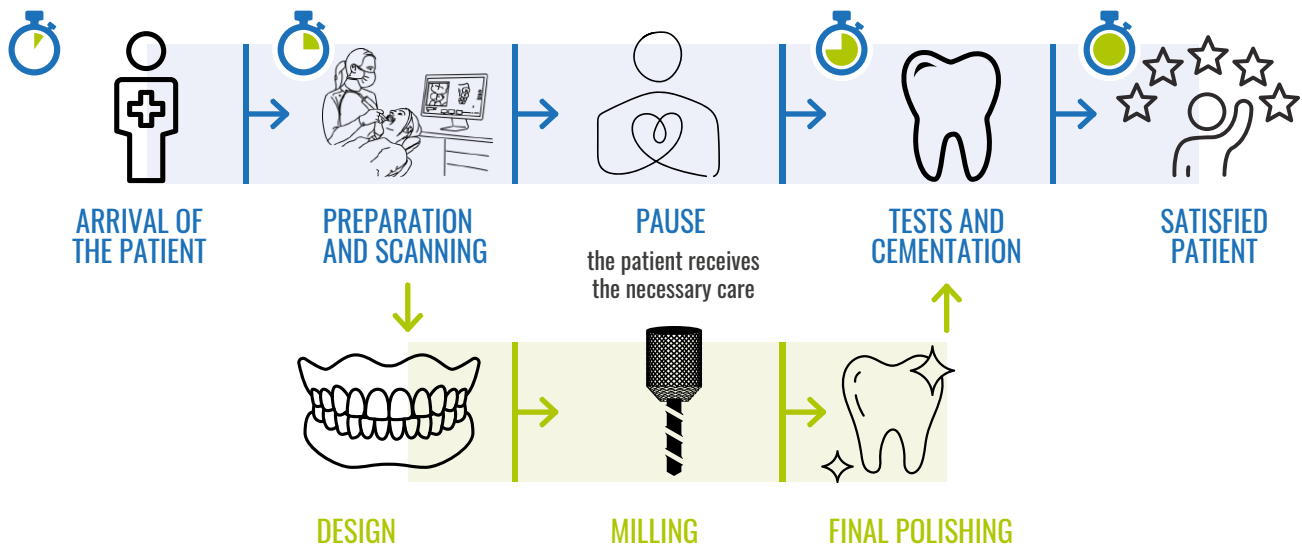 ARRIVAL OF
THE PATIENT
PREPARATION
AND SCANNING
PAUSE
the patient receives
the necessary care
TESTS AND
CEMENTATION
SATISFIED
PATIENT
DESIGN
MILLING
FINAL POLISHING